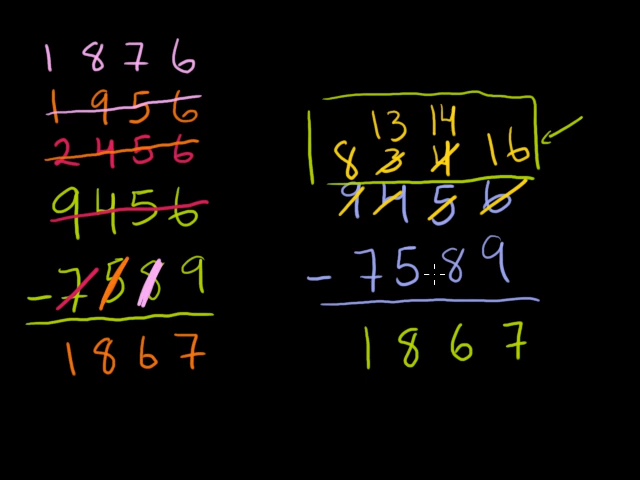 1 8 7 6
1 9 5 6
2 4 5 6
9 4 5 6
- 7 5 8 9
1 8 6 7
13 14
8 3 4 16
9 4 5 6
- 7 5 8 9
1 8 6 7